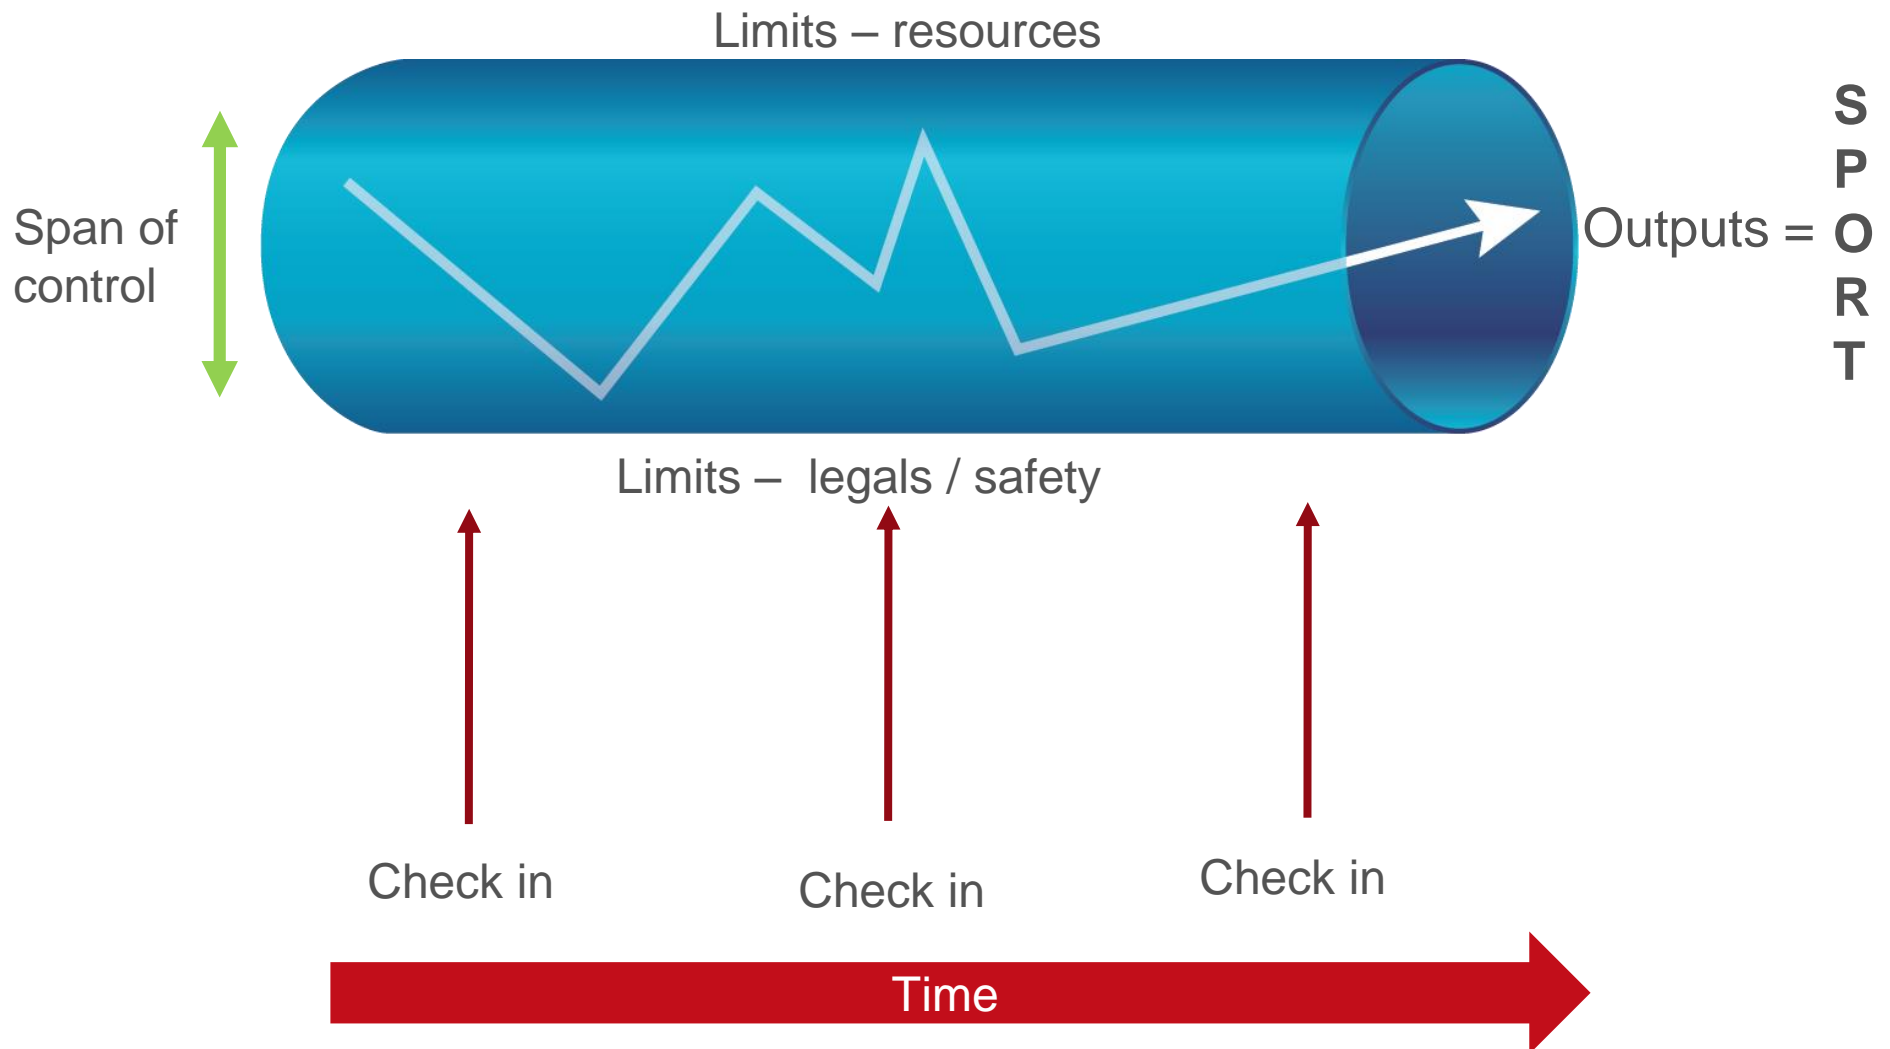 Limits – resources
Span of
control
Outputs =
S
P
O
R
T
Limits –  legals / safety
Check in
Check in
Check in
Time